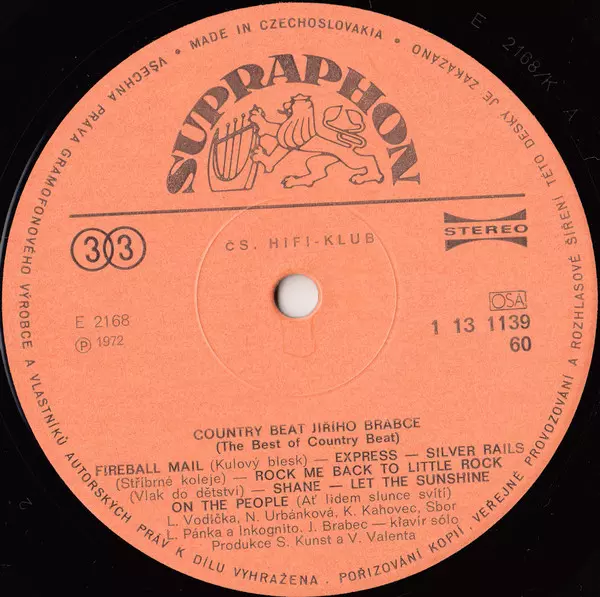 VŠECHNA PRÁVA GRAMOFONOVÉHO VÝROBCE A VLASTNÍKŮ AUTORSKÝCH PRÁV K DÍLU VYHRAŽENA . POŘIZOVÁNÍ KOPIÍ . VEŘEJNÉ PROVOZOVÁNÍ A ROZHLASOVÉ ŠÍŘENÍ TÉTO DESKY JE ZAKÁZÁNO
• MADE IN CZECHOSLOVAKIA •
E 2168/K A
SUPRAPHON
33
ČS. HIFI-KLUB
STEREO
E 2168
OSA
℗ 1972
1 13 1139
60
COUNTRY BEAT JIŘÍHO BRABCE
(The Best of Country Beat)
FIREBALL MAIL (Kulový blesk) — EXPRESS — SILVER RAILS
(Stříbrné koleje) — ROCK ME BACK TO LITTLE ROCK
(Vlak do dětství) — SHANE — LET THE SUNSHINE
ON THE PEOPLE (Ať lidem slunce svítí)
L. Vodička, N. Urbánková, K. Kahovec, Sbor
L. Pánka a Inkognito. J. Brabec — klavír sólo
Produkce S. Kunst a V. Valenta
2